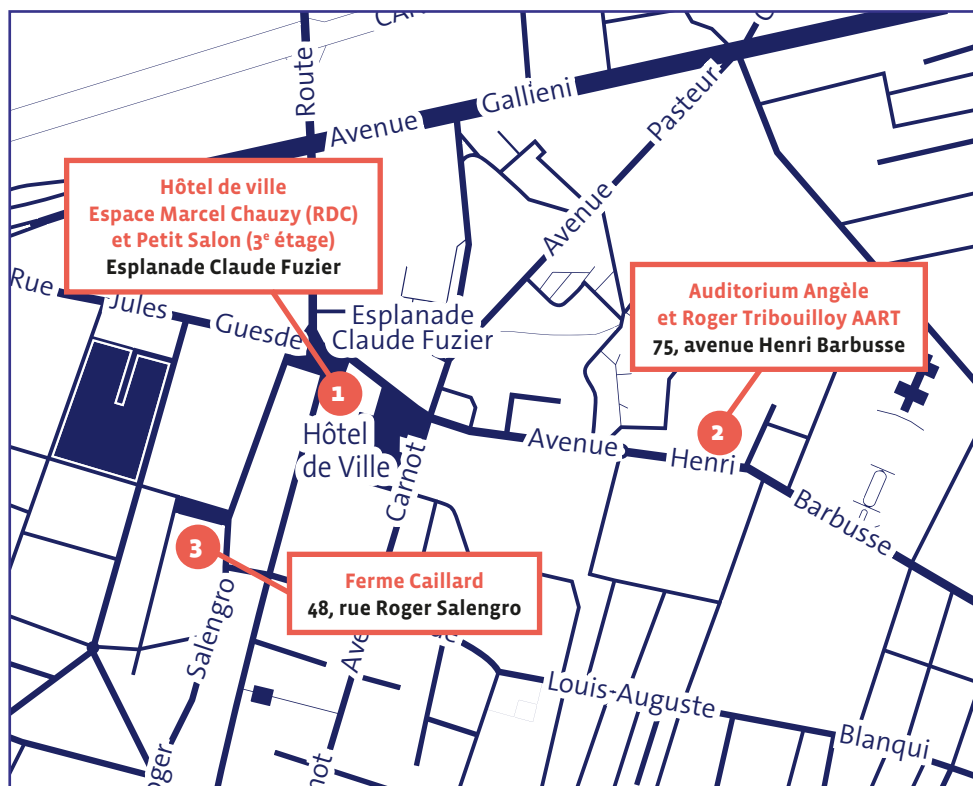 Route
Avenue Gallieni
Avenue Pasteur
Hôtel de ville
Espace Marcel Chauzy (RDC)
et Petit Salon (3e étage)
Esplanade Claude Fuzier
Rue Jules Guesde
Esplanade
Claude Fuzier
Auditorium Angèle
et Roger Tribouilloy AART
75, avenue Henri Barbusse
1
2
Hôtel
de Ville
Avenue Henri Barbusse
Carnot
3
Ferme Caillard
48, rue Roger Salengro
Salengro
Louis-Auguste Blanqui